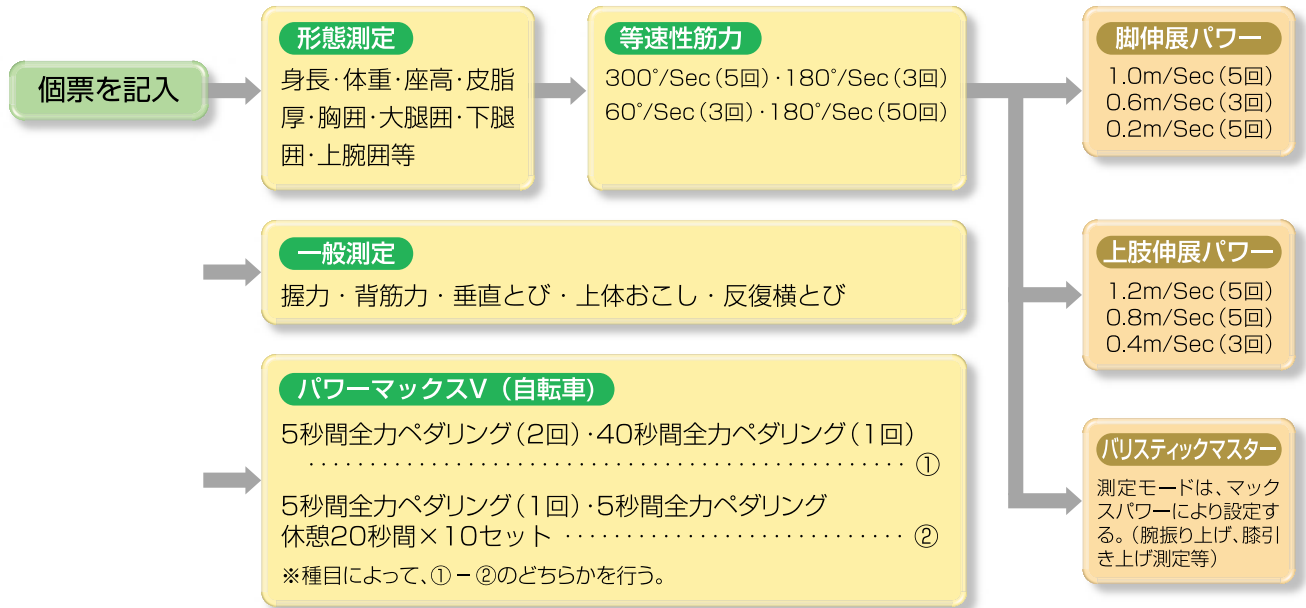 個票を記入
形態測定
身長･体重･座高･皮脂
厚･胸囲･大腿囲･下腿
囲･上腕囲等
等速性筋力
300°/Sec(5回)･180°/Sec(3回)
60°/Sec(3回)･180°/Sec(50回)
脚伸展パワー
1.0m/Sec(5回)
0.6m/Sec(3回)
0.2m/Sec(5回)
一般測定
握力・背筋力・垂直とび・上体おこし・反復横とび
上肢伸展パワー
1.2m/Sec(5回)
0.8m/Sec(5回)
0.4m/Sec(3回)
パワーマックスV（自転車)
5秒間全力ペダリング(2回)･40秒間全力ペダリング(1回)
‥‥‥‥‥‥‥‥‥‥‥‥‥‥‥‥‥‥‥‥‥‥‥‥ ①
5秒間全力ペダリング(1回)･5秒間全力ペダリング
休憩20秒間×10セット ‥‥‥‥‥‥‥‥‥‥‥‥‥‥ ②
※種目によって、①－②のどちらかを行う。
バリスティックマスター
測定モードは、マック
スパワーにより設定す
る。（腕振り上げ、膝引
き上げ測定等）